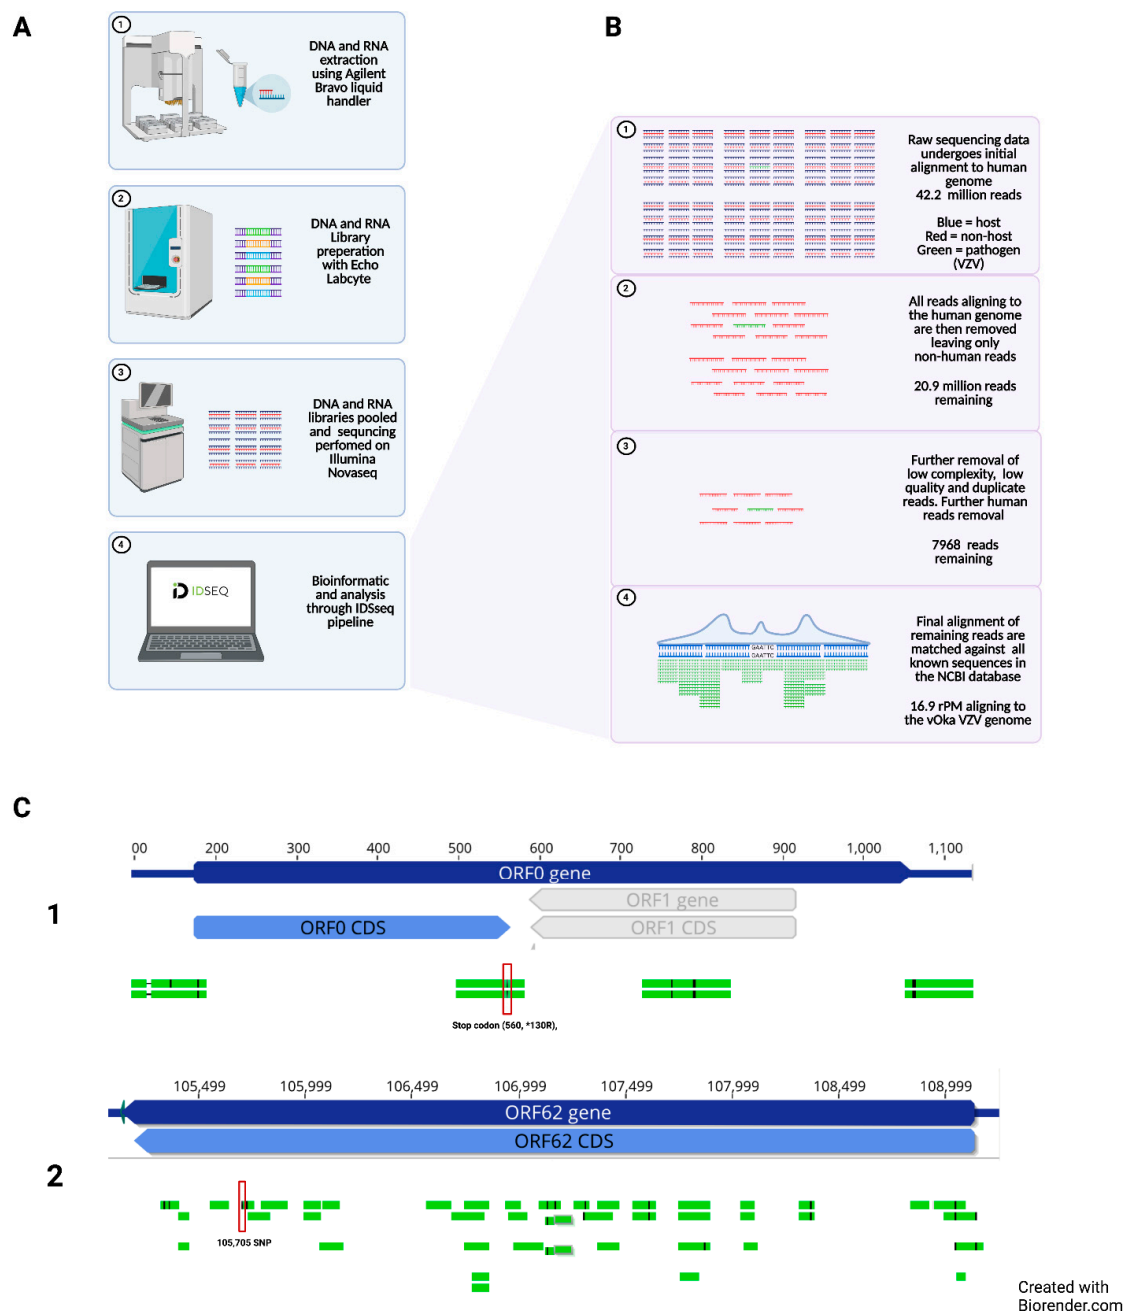 A
1
DNA and RNA
extraction
using Agilent
Bravo liquid
handler
2
DNA and RNA
Library
preperation
with Echo
Labcyte
3
DNA and RNA
libraries pooled
and sequncing
perfomed on
Illumina
Novaseq
4
IDSEQ
Bioinformatic
and analysis
through IDSseq
pipeline
B
1
Raw sequencing data
undergoes initial
alignment to human
genome
42.2 million reads
Blue = host
Red = non-host
Green = pathogen
(VZV)
2
All reads aligning to
the human genome
are then removed
leaving only
non-human reads
20.9 million reads
remaining
3
Further removal of
low complexity, low
quality and duplicate
reads. Further human
reads removal
7968 reads
remaining
4
GAATTC
GAATTC
Final alignment of
remaining reads are
matched against all
known sequences in
the NCBI database
16.9 rPM aligning to
the vOka VZV genome
C
1
00 200 300 400 500 600 700 800 900 1,000 1,100
ORF0 gene
ORF1 gene
ORF0 CDS ORF1 CDS
Stop codon (560, *130R),
2
105,499 105,999 106,499 106,999 107,499 107,999 108,499 108,999
ORF62 gene
ORF62 CDS
105,705 SNP
Created with
Biorender.com